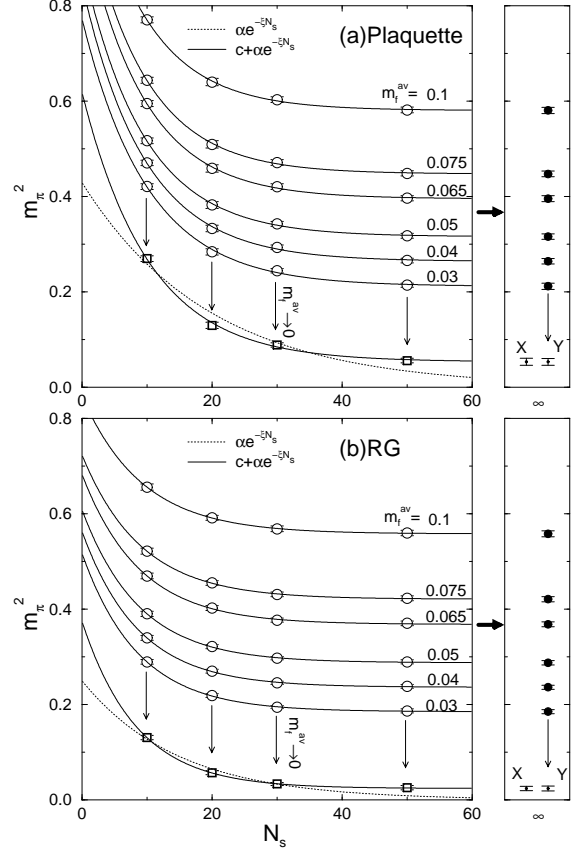 0.8
0.6
0.4
0.2
0.0
m_π^2
αe^{-ξN_s}
c+αe^{-ξN_s}
(a)Plaquette
m_f^{av}= 0.1
0.075
0.065
0.05
0.04
0.03
m_f^{av}→0
0 20 40 60
X Y
∞
0.8
0.6
0.4
0.2
0.0
m_π^2
αe^{-ξN_s}
c+αe^{-ξN_s}
(b)RG
m_f^{av}= 0.1
0.075
0.065
0.05
0.04
0.03
m_f^{av}→0
0 20 40 60
N_s
X Y
∞